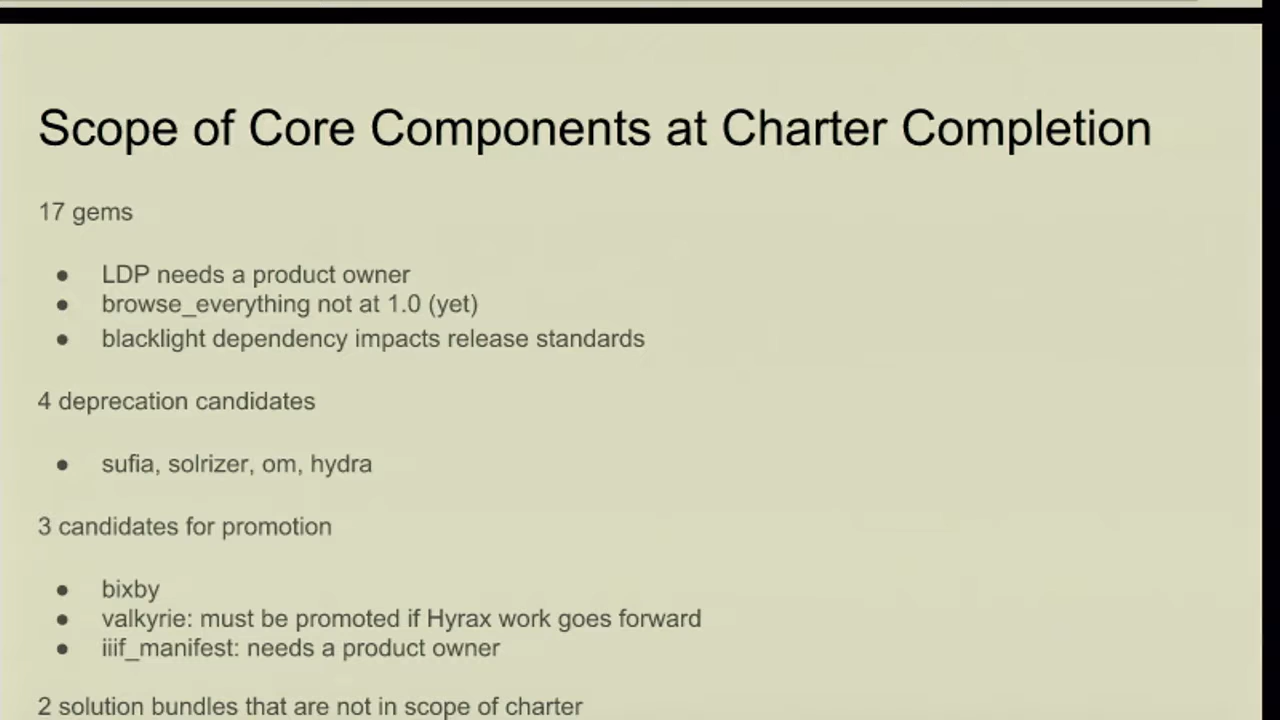 Scope of Core Components at Charter Completion
17 gems
● LDP needs a product owner
● browse_everything not at 1.0 (yet)
● blacklight dependency impacts release standards
4 deprecation candidates
● sufia, solrizer, om, hydra
3 candidates for promotion
● bixby
● valkyrie: must be promoted if Hyrax work goes forward
● iiif_manifest: needs a product owner
2 solution bundles that are not in scope of charter